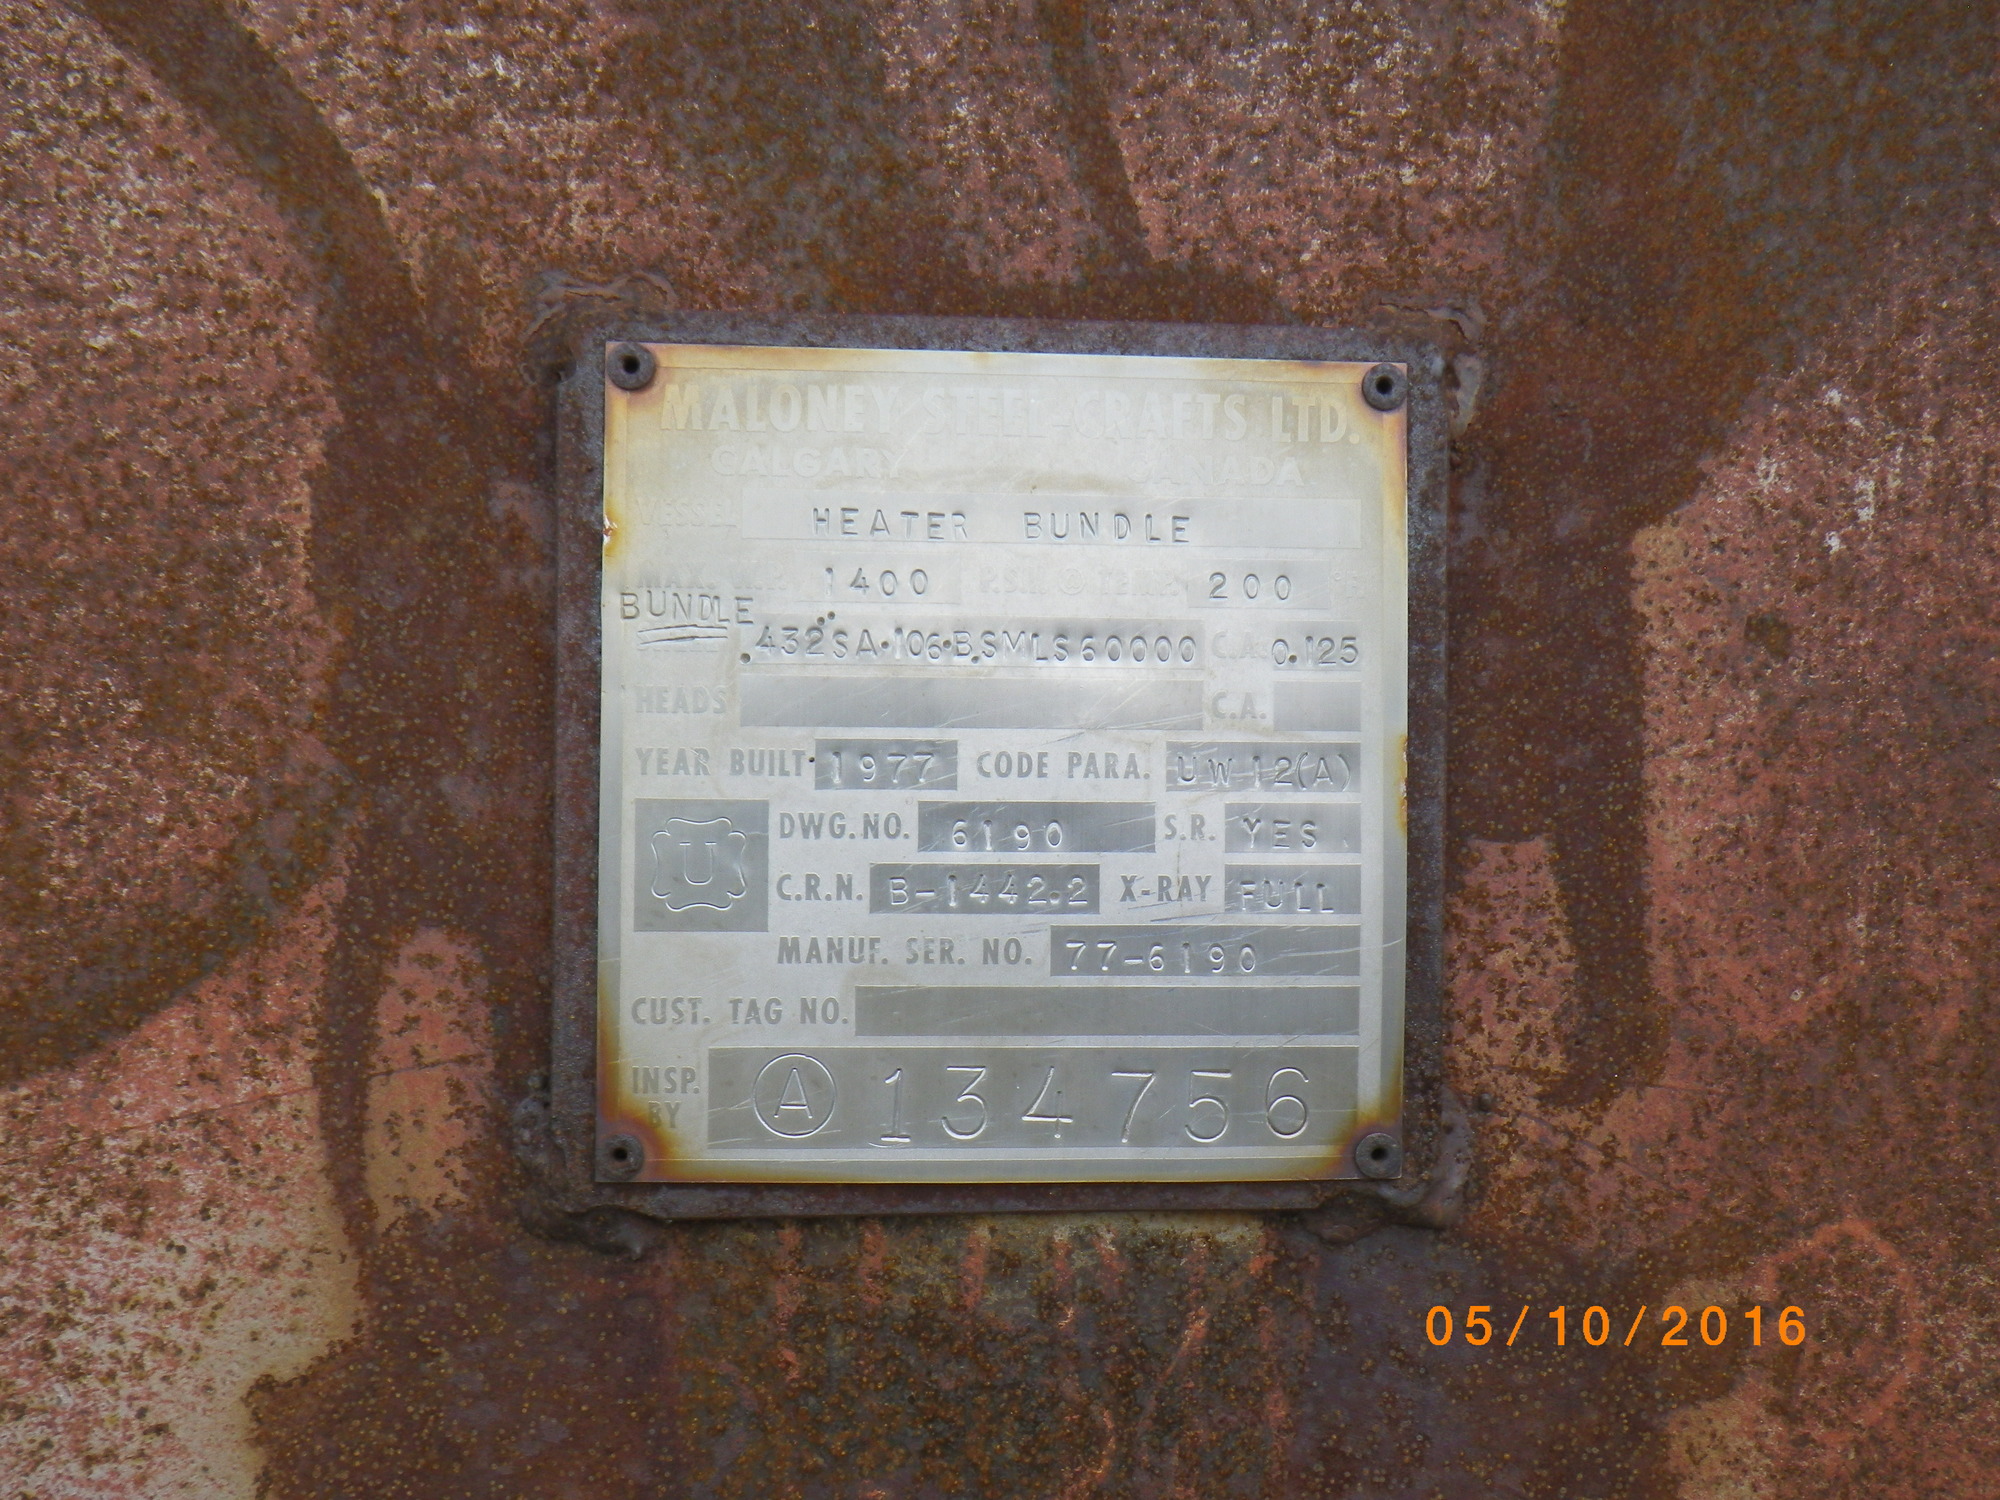 MALONEY STEEL-CRAFTS LTD.
CALGARY CANADA
VESSEL HEATER BUNDLE
MAX. W.P. 1400 P.S.I. @ TEMP. 200 °F.
BUNDLE .432" SA·106·B.SMLS 60000 C.A. 0.125
HEADS C.A.
YEAR BUILT 1977 CODE PARA. UW12(A)
U DWG.NO. 6190 S.R. YES
C.R.N. B-1442.2 X-RAY FULL
MANUF. SER. NO. 77-6190
CUST. TAG NO.
INSP. BY A 134756
05/10/2016